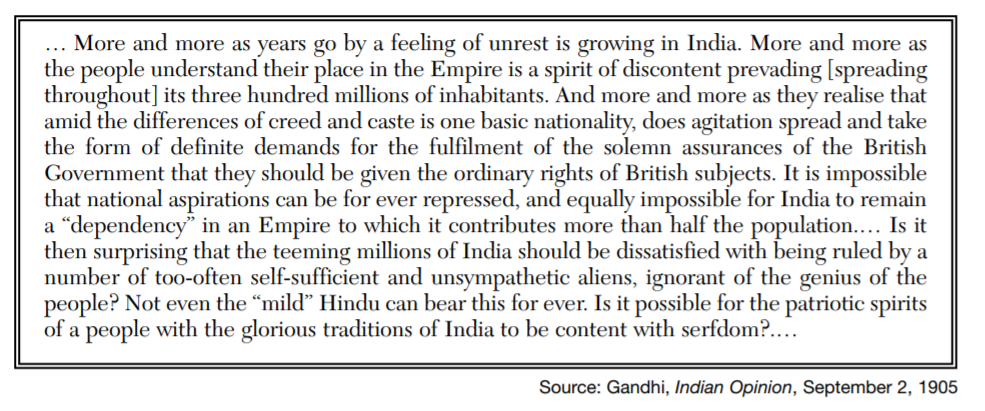 … More and more as years go by a feeling of unrest is growing in India. More and more as
the people understand their place in the Empire is a spirit of discontent prevading [spreading
throughout] its three hundred millions of inhabitants. And more and more as they realise that
amid the differences of creed and caste is one basic nationality, does agitation spread and take
the form of definite demands for the fulfilment of the solemn assurances of the British
Government that they should be given the ordinary rights of British subjects. It is impossible
that national aspirations can be for ever repressed, and equally impossible for India to remain
a “dependency” in an Empire to which it contributes more than half the population.… Is it
then surprising that the teeming millions of India should be dissatisfied with being ruled by a
number of too-often self-sufficient and unsympathetic aliens, ignorant of the genius of the
people? Not even the “mild” Hindu can bear this for ever. Is it possible for the patriotic spirits
of a people with the glorious traditions of India to be content with serfdom?.…
Source: Gandhi, Indian Opinion, September 2, 1905